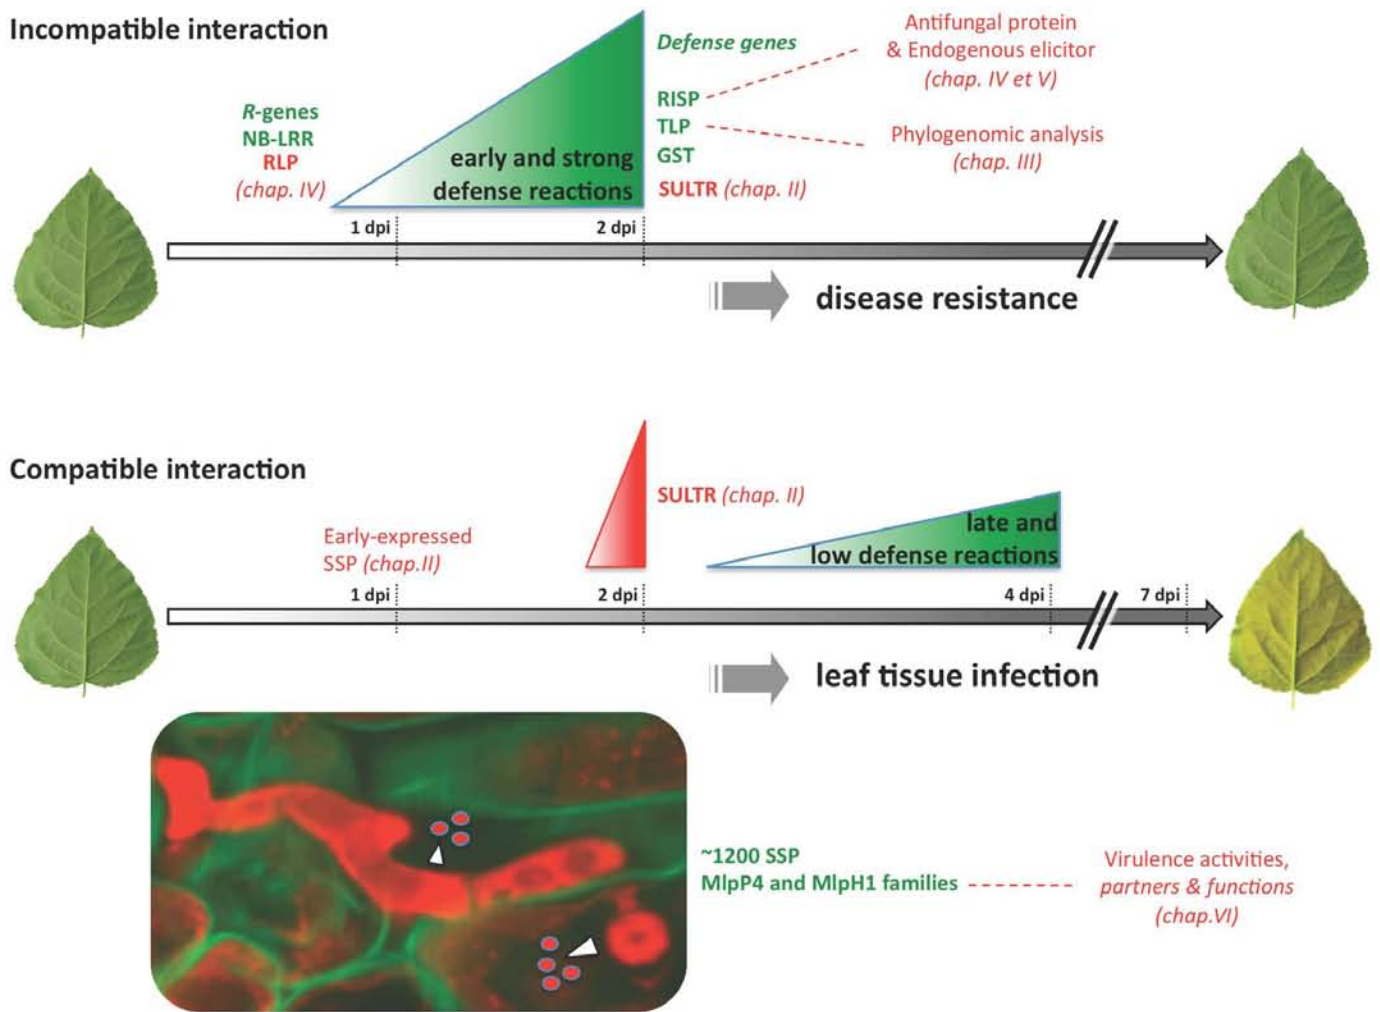 Incompatible interaction
R-genes
NB-LRR
RLP
(chap. IV)
early and strong
defense reactions
Defense genes
RISP
TLP
GST
SULTR (chap. II)
Antifungal protein
& Endogenous elicitor
(chap. IV et V)
Phylogenomic analysis
(chap. III)
1 dpi
2 dpi
disease resistance
Compatible interaction
Early-expressed
SSP (chap.II)
SULTR (chap. II)
late and
low defense reactions
1 dpi
2 dpi
4 dpi
7 dpi
leaf tissue infection
~1200 SSP
MlpP4 and MlpH1 families
Virulence activities,
partners & functions
(chap.VI)